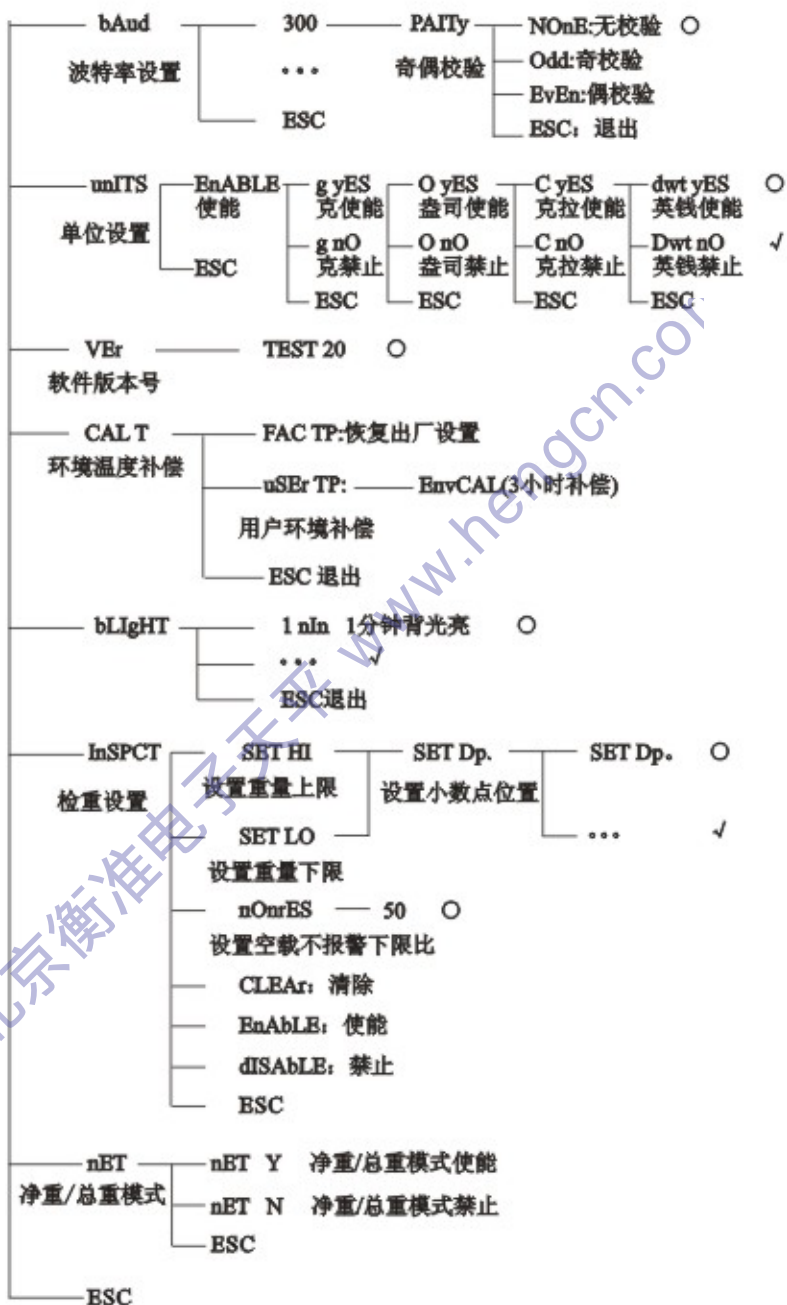 bAud 300 PAITy NOnE:无校验 ○
波特率设置 • • • 奇偶校验 Odd:奇校验
EvEn:偶校验
ESC ESC：退出
unITS EnABLE g yES O yES C yES dwt yES ○
使能 克使能 盎司使能 克拉使能 英钱使能
单位设置 g nO O nO C nO Dwt nO √
ESC 克禁止 盎司禁止 克拉禁止 英钱禁止
ESC ESC ESC ESC
VEr TEST 20 ○
软件版本号
CAL T FAC TP:恢复出厂设置
环境温度补偿
uSEr TP: EnvCAL(3小时补偿)
用户环境补偿
ESC 退出
bLIgHT 1 nIn 1分钟背光亮 ○
• • • √
ESC退出
InSPCT SET HI SET Dp. SET Dp。 ○
检重设置 设置重量上限 设置小数点位置
SET LO • • • √
设置重量下限
nOnrES 50 ○
设置空载不报警下限比
CLEAr：清除
EnAbLE：使能
dISAbLE：禁止
ESC
nET nET Y 净重/总重模式使能
净重/总重模式 nET N 净重/总重模式禁止
ESC
ESC
京衡准电子天平 www.hengcn.com